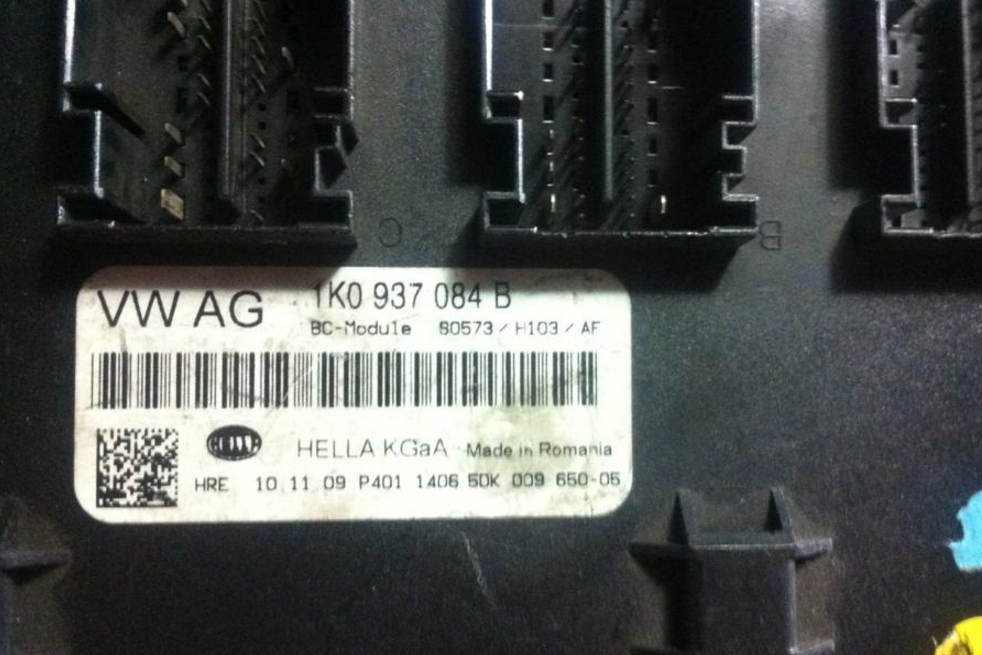 C
B
VW AG 1K0 937 084 B
BC-Module S0573 / H103 / AF
HELLA KGaA Made in Romania
HRE 10 11 09 P401 1406 5DK 009 650-05